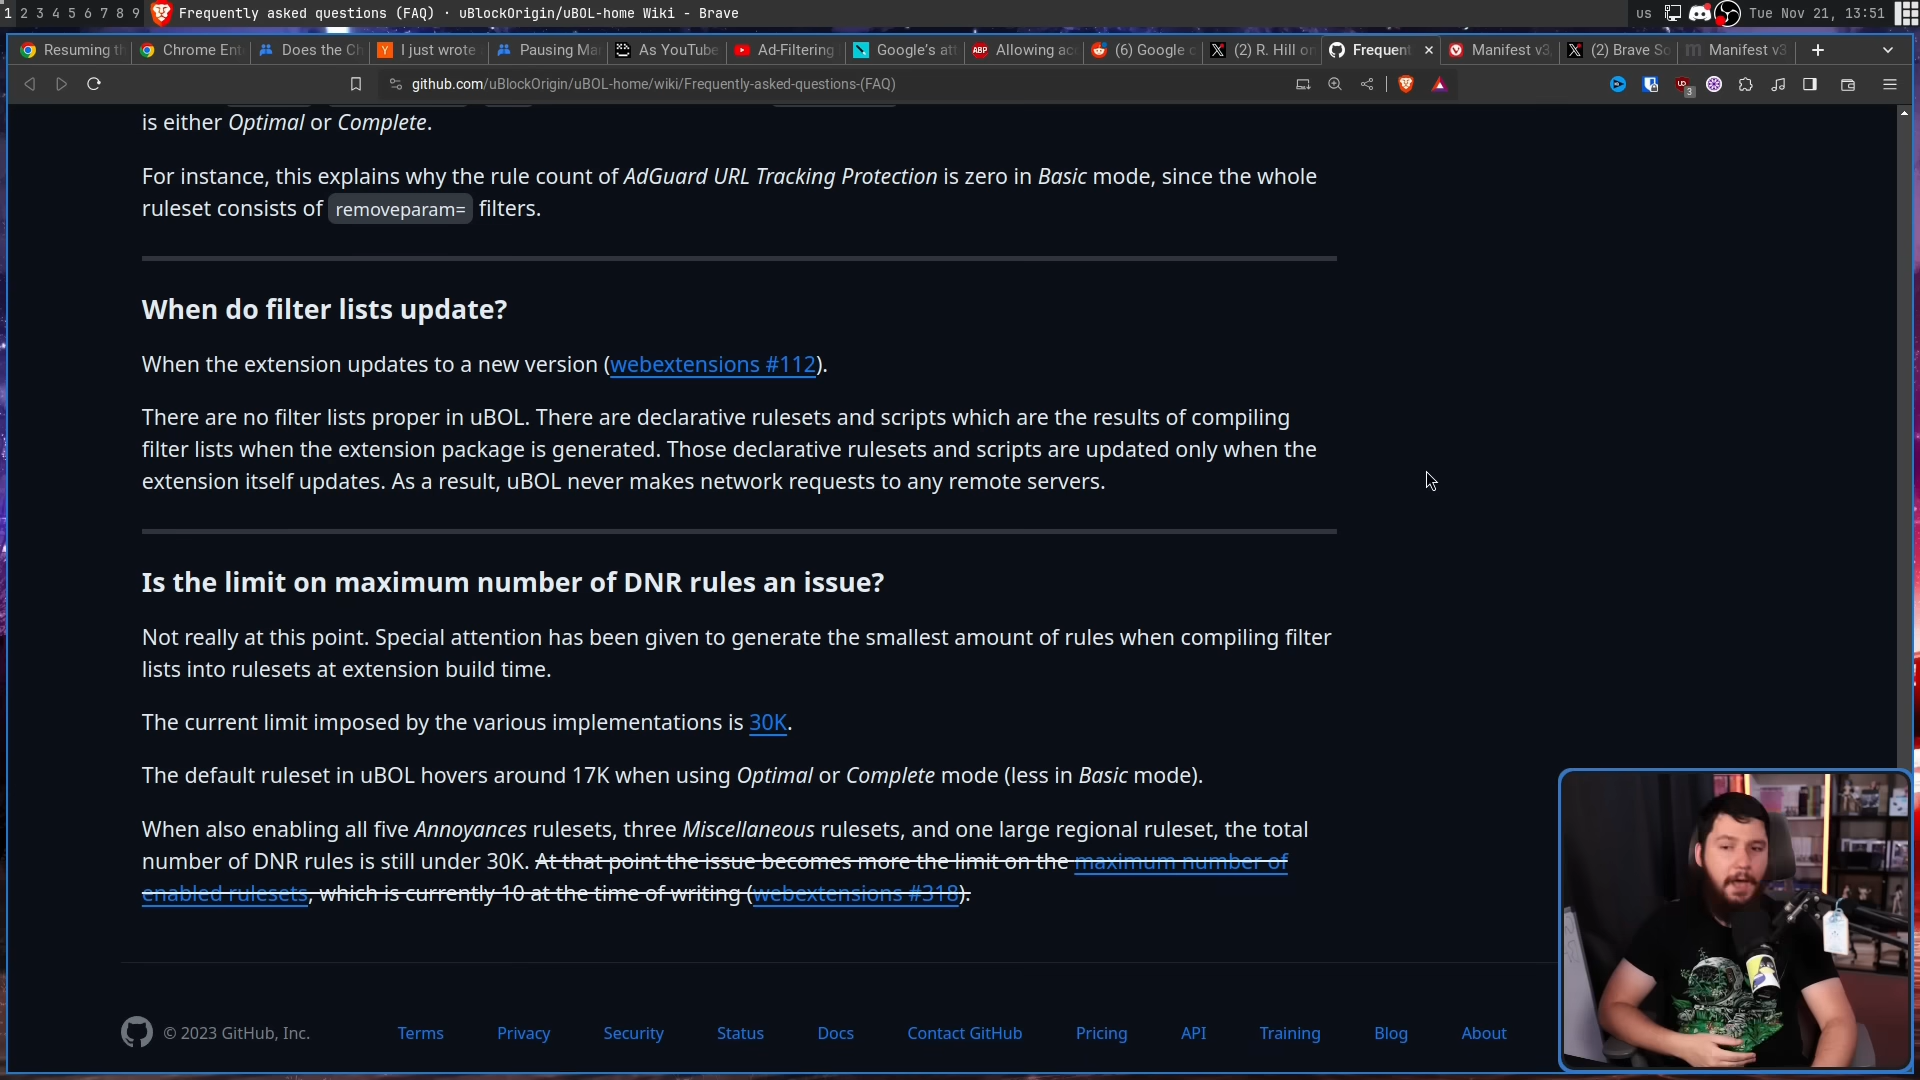 1 2 3 4 5 6 7 8 9 Frequently asked questions (FAQ) · uBlockOrigin/uBOL-home Wiki - Brave us Tue Nov 21, 13:51
Resuming th Chrome Ent Does the Ch I just wrote Pausing Ma As YouTube Ad-Filtering Google's att Allowing ac (6) Google c (2) R. Hill on Frequent Manifest v3, (2) Brave So Manifest v3
github.com/uBlockOrigin/uBOL-home/wiki/Frequently-asked-questions-(FAQ)
is either Optimal or Complete.
For instance, this explains why the rule count of AdGuard URL Tracking Protection is zero in Basic mode, since the whole
ruleset consists of removeparam= filters.
When do filter lists update?
When the extension updates to a new version (webextensions #112).
There are no filter lists proper in uBOL. There are declarative rulesets and scripts which are the results of compiling
filter lists when the extension package is generated. Those declarative rulesets and scripts are updated only when the
extension itself updates. As a result, uBOL never makes network requests to any remote servers.
Is the limit on maximum number of DNR rules an issue?
Not really at this point. Special attention has been given to generate the smallest amount of rules when compiling filter
lists into rulesets at extension build time.
The current limit imposed by the various implementations is 30K.
The default ruleset in uBOL hovers around 17K when using Optimal or Complete mode (less in Basic mode).
When also enabling all five Annoyances rulesets, three Miscellaneous rulesets, and one large regional ruleset, the total
number of DNR rules is still under 30K. At that point the issue becomes more the limit on the maximum number of
enabled rulesets, which is currently 10 at the time of writing (webextensions #318).
© 2023 GitHub, Inc. Terms Privacy Security Status Docs Contact GitHub Pricing API Training Blog About